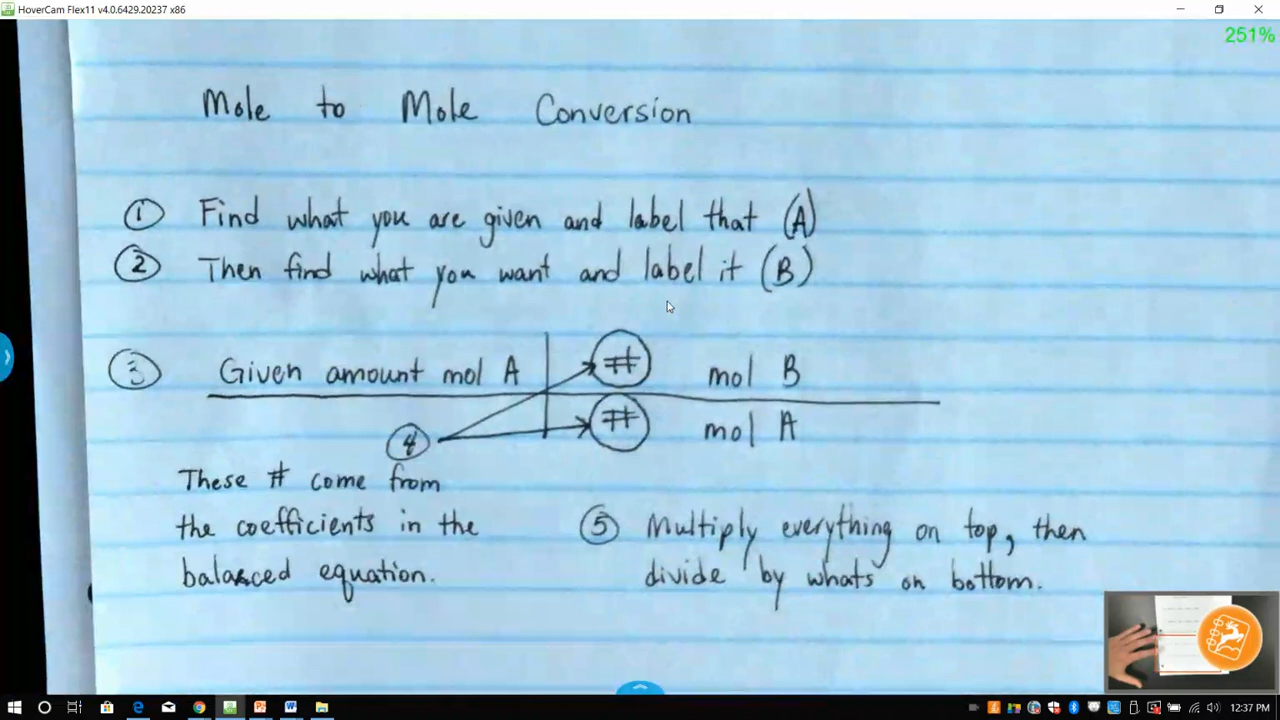 HoverCam Flex11 v4.0.6429.20237 x86
251%
Mole to Mole Conversion
① Find what you are given and label that (A)
② Then find what you want and label it (B)
③ Given amount mol A # mol B
# mol A
④
These # come from
the coefficients in the
balanced equation.
⑤ Multiply everything on top, then
divide by whats on bottom.
12:37 PM